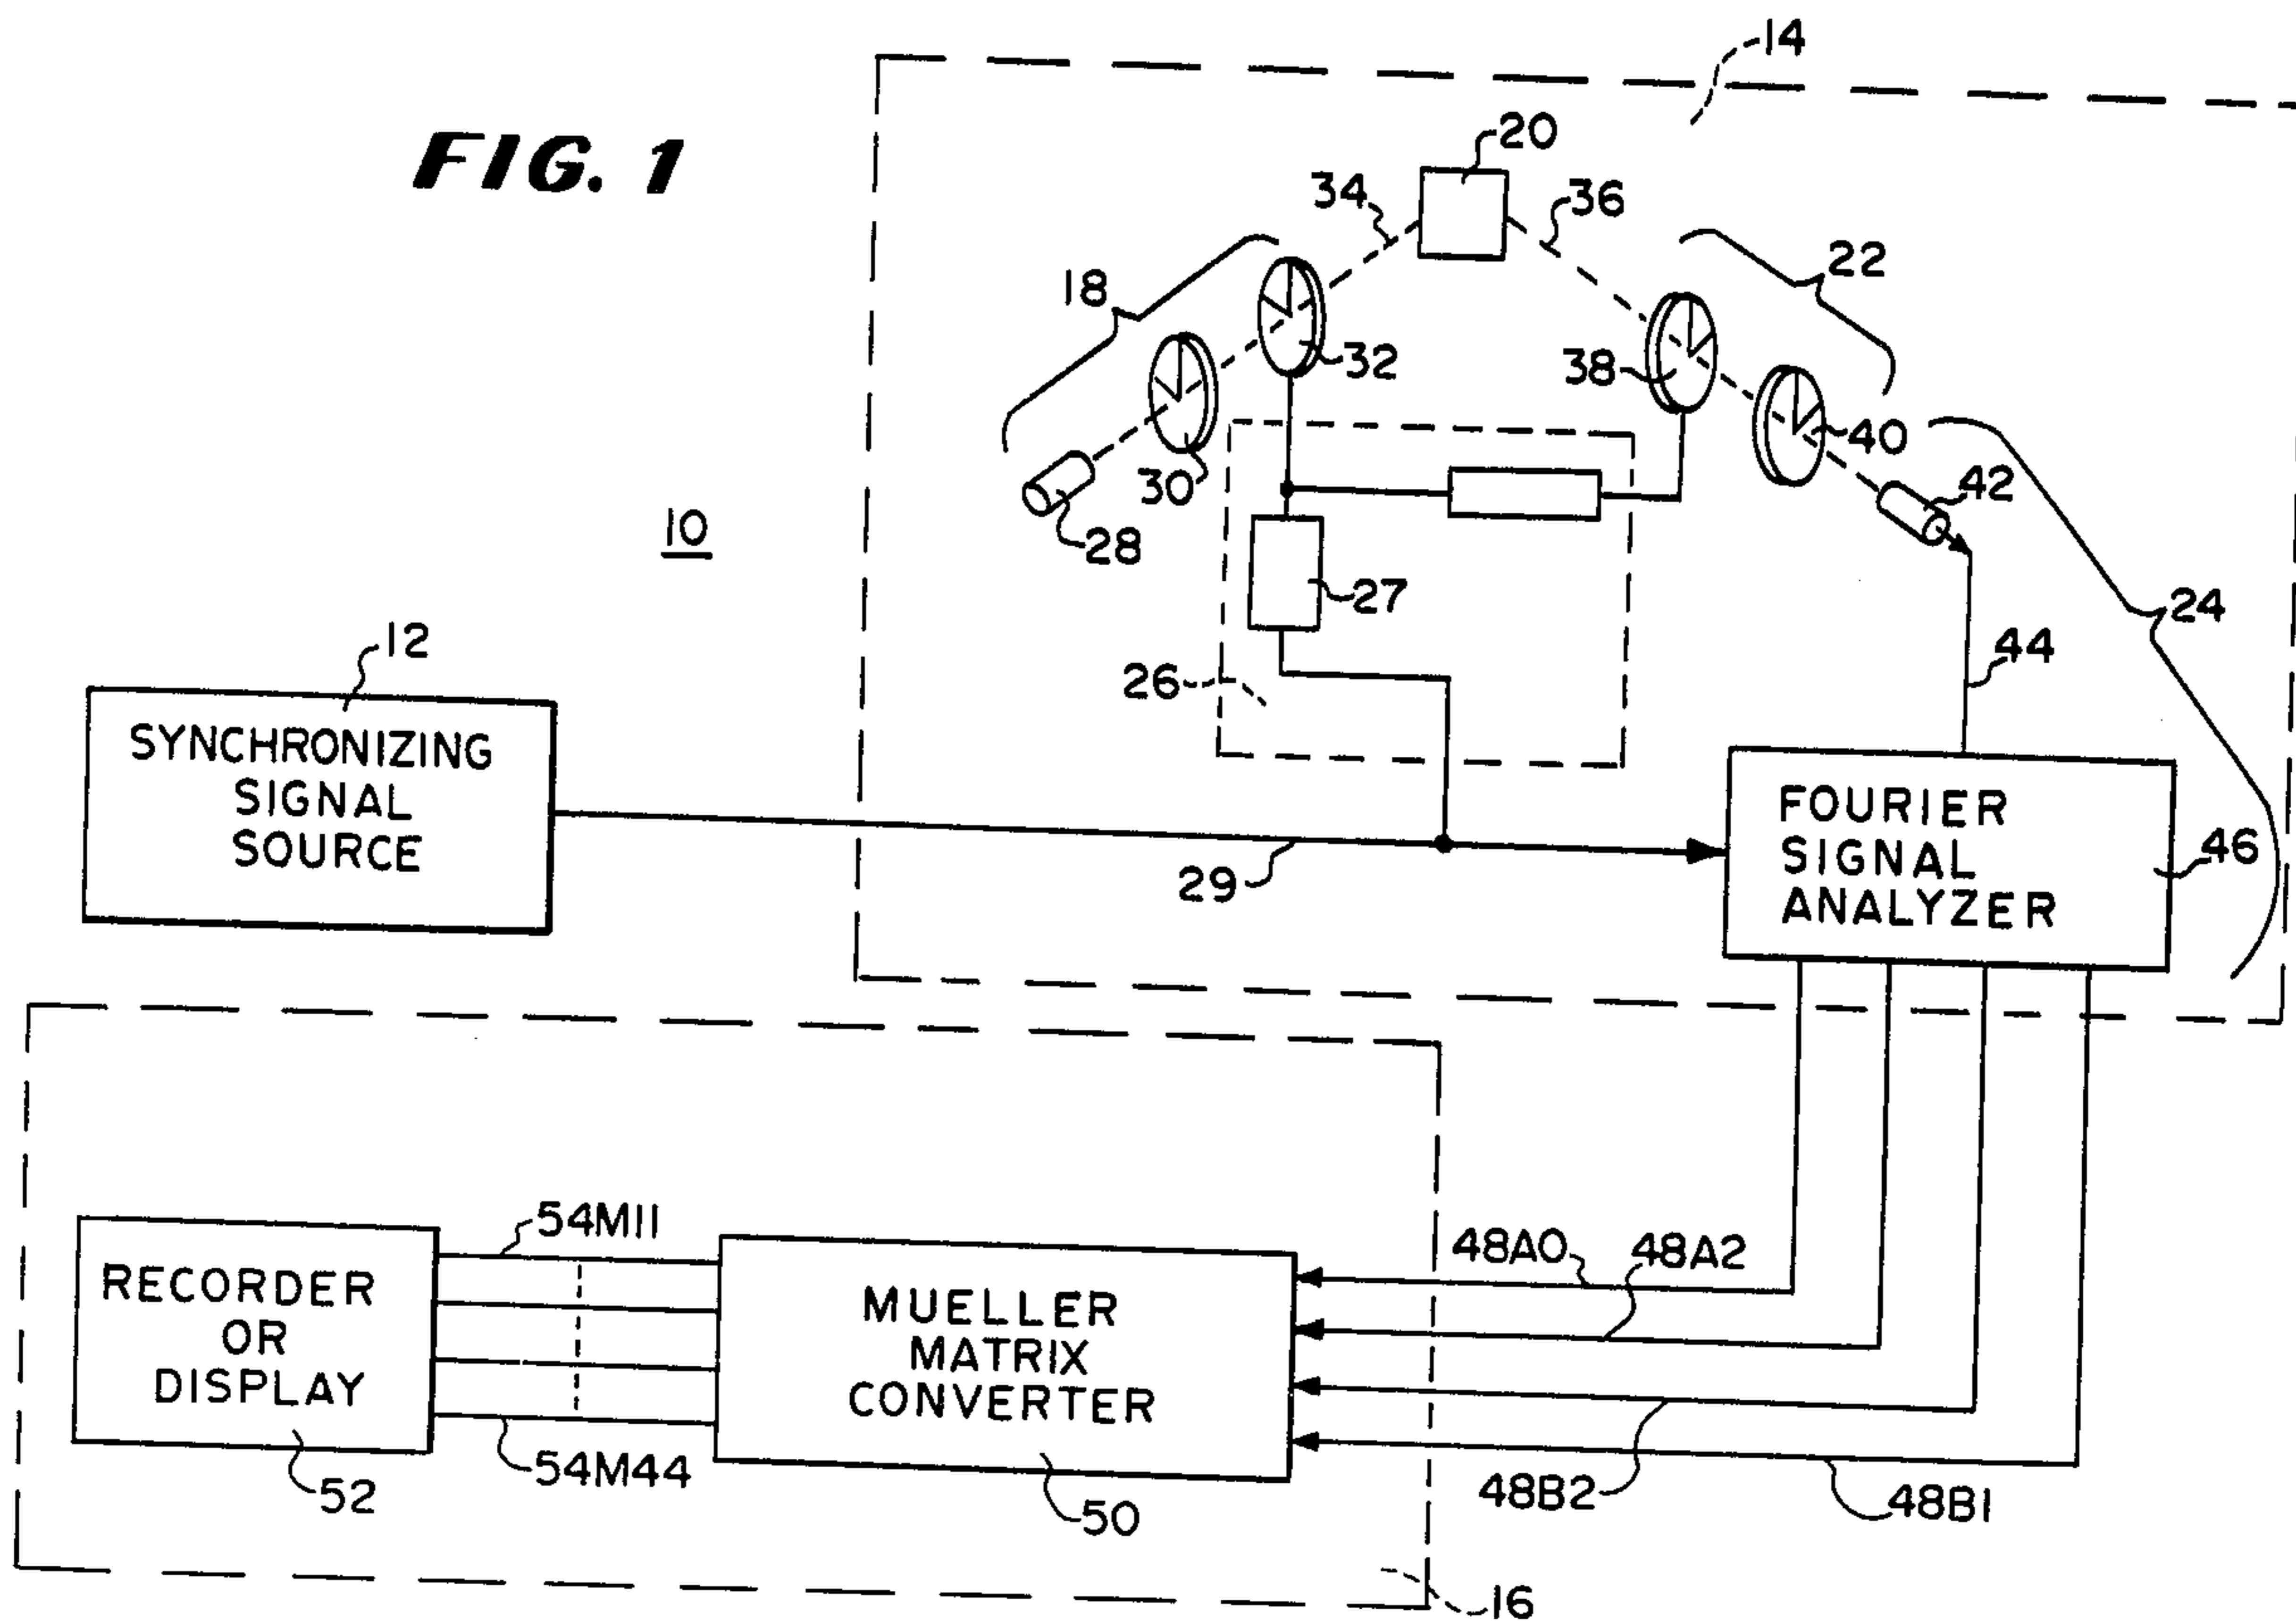 FIG. 1
14
20
34
36
22
18
32
38
40
30
42
28
10
27
24
12
44
26
SYNCHRONIZING
SIGNAL
SOURCE
FOURIER
SIGNAL
ANALYZER
46
29
54M11
48A0
48A2
RECORDER
OR
DISPLAY
MUELLER
MATRIX
CONVERTER
54M44
52
50
48B2
48B1
16